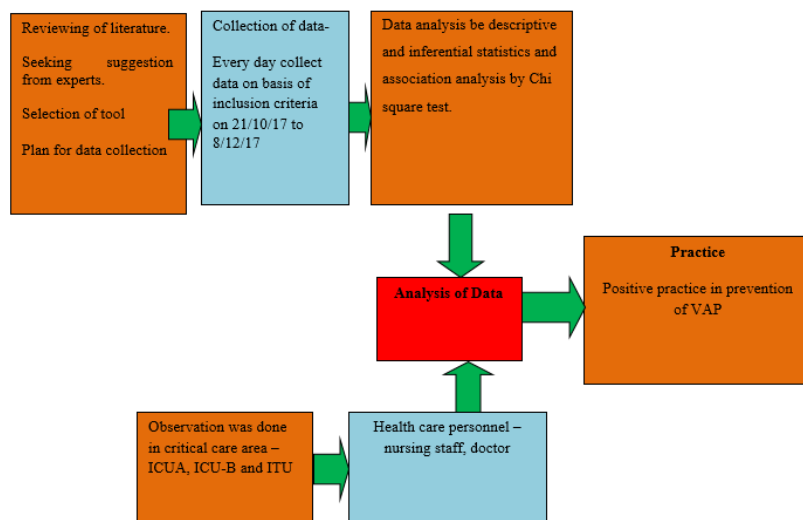 Reviewing of literature.
Seeking suggestion
from experts.
Selection of tool
Plan for data collection
Collection of data-
Every day collect
data on basis of
inclusion criteria
on 21/10/17 to
8/12/17
Data analysis be descriptive
and inferential statistics and
association analysis by Chi
square test.
Analysis of Data
Practice
Positive practice in prevention
of VAP
Observation was done
in critical care area –
ICUA, ICU-B and ITU
Health care personnel –
nursing staff, doctor